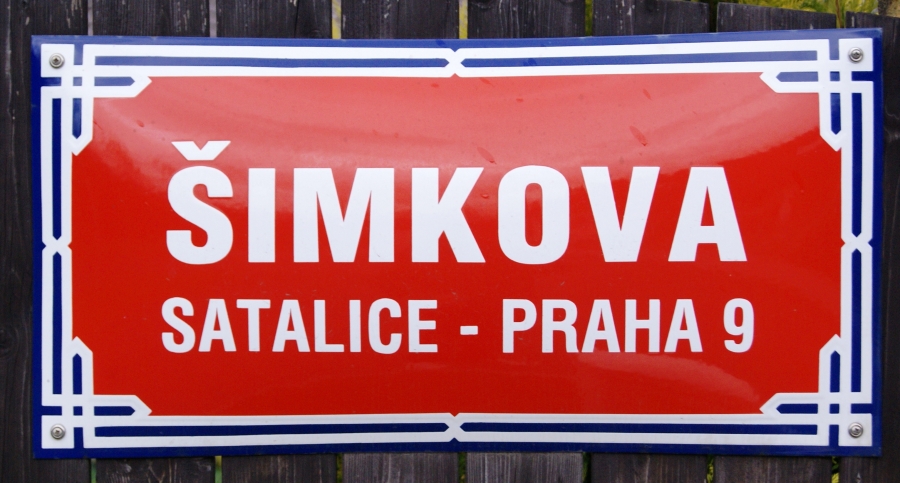 ŠIMKOVA
SATALICE - PRAHA 9